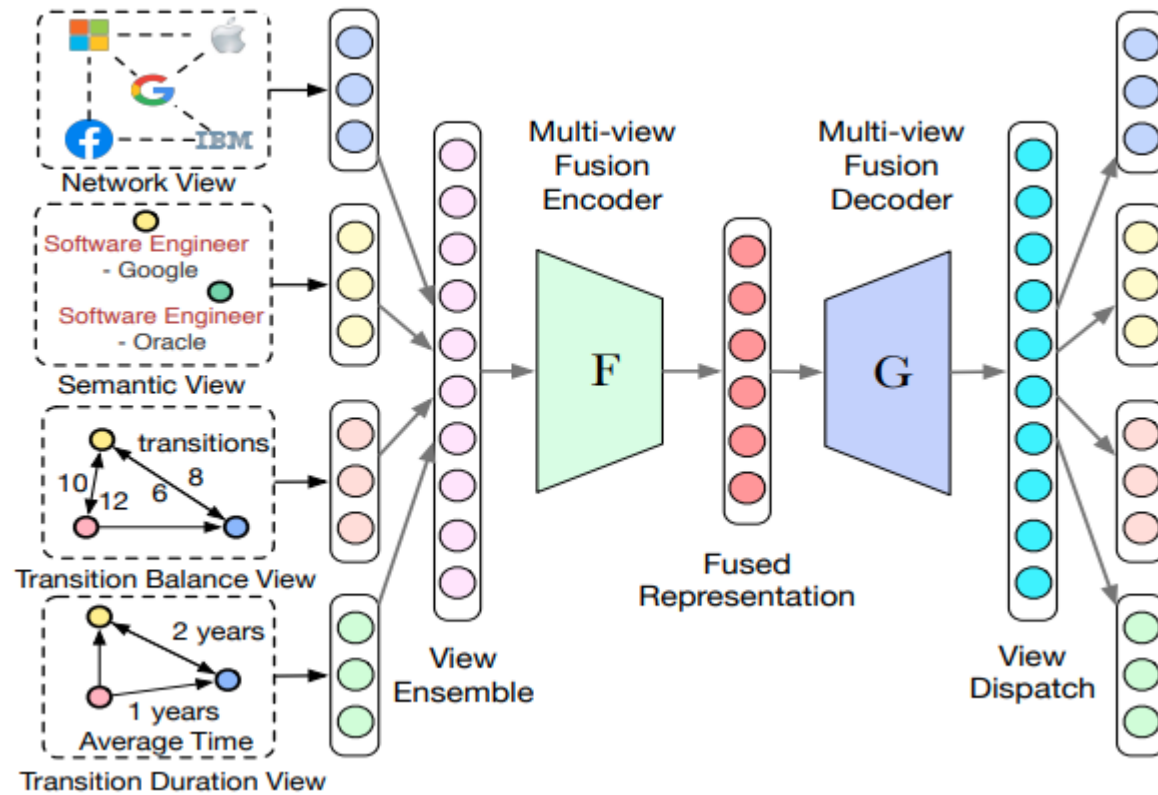 G
IBM
Network View
Software Engineer
- Google
Software Engineer
- Oracle
Semantic View
transitions
10
12
6
8
Transition Balance View
2 years
1 years
Average Time
Transition Duration View
View
Ensemble
Multi-view
Fusion
Encoder
F
Fused
Representation
Multi-view
Fusion
Decoder
G
View
Dispatch